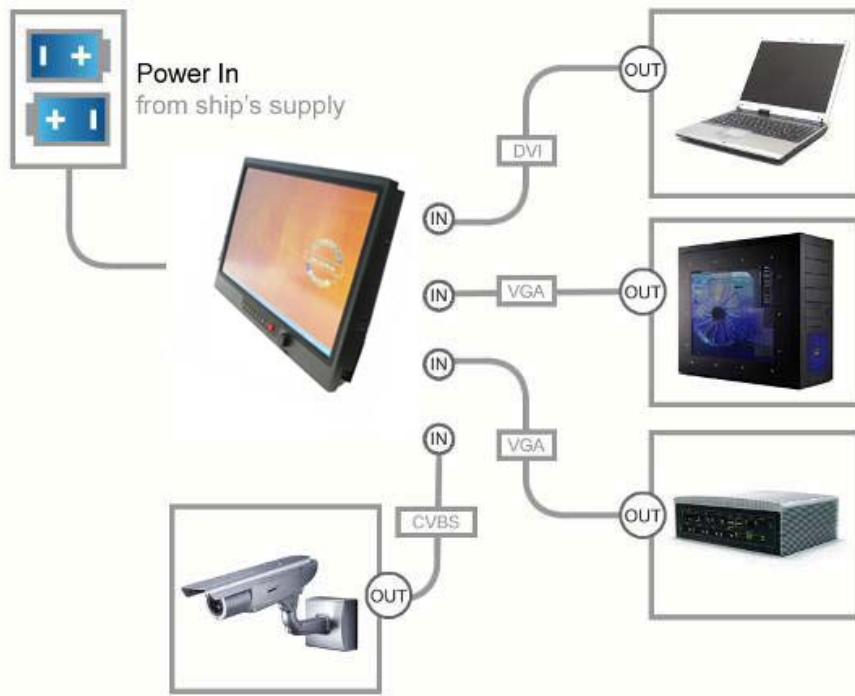 Power In
from ship's supply
OUT
DVI
IN
IN
VGA
OUT
IN
IN
VGA
OUT
CVBS
OUT